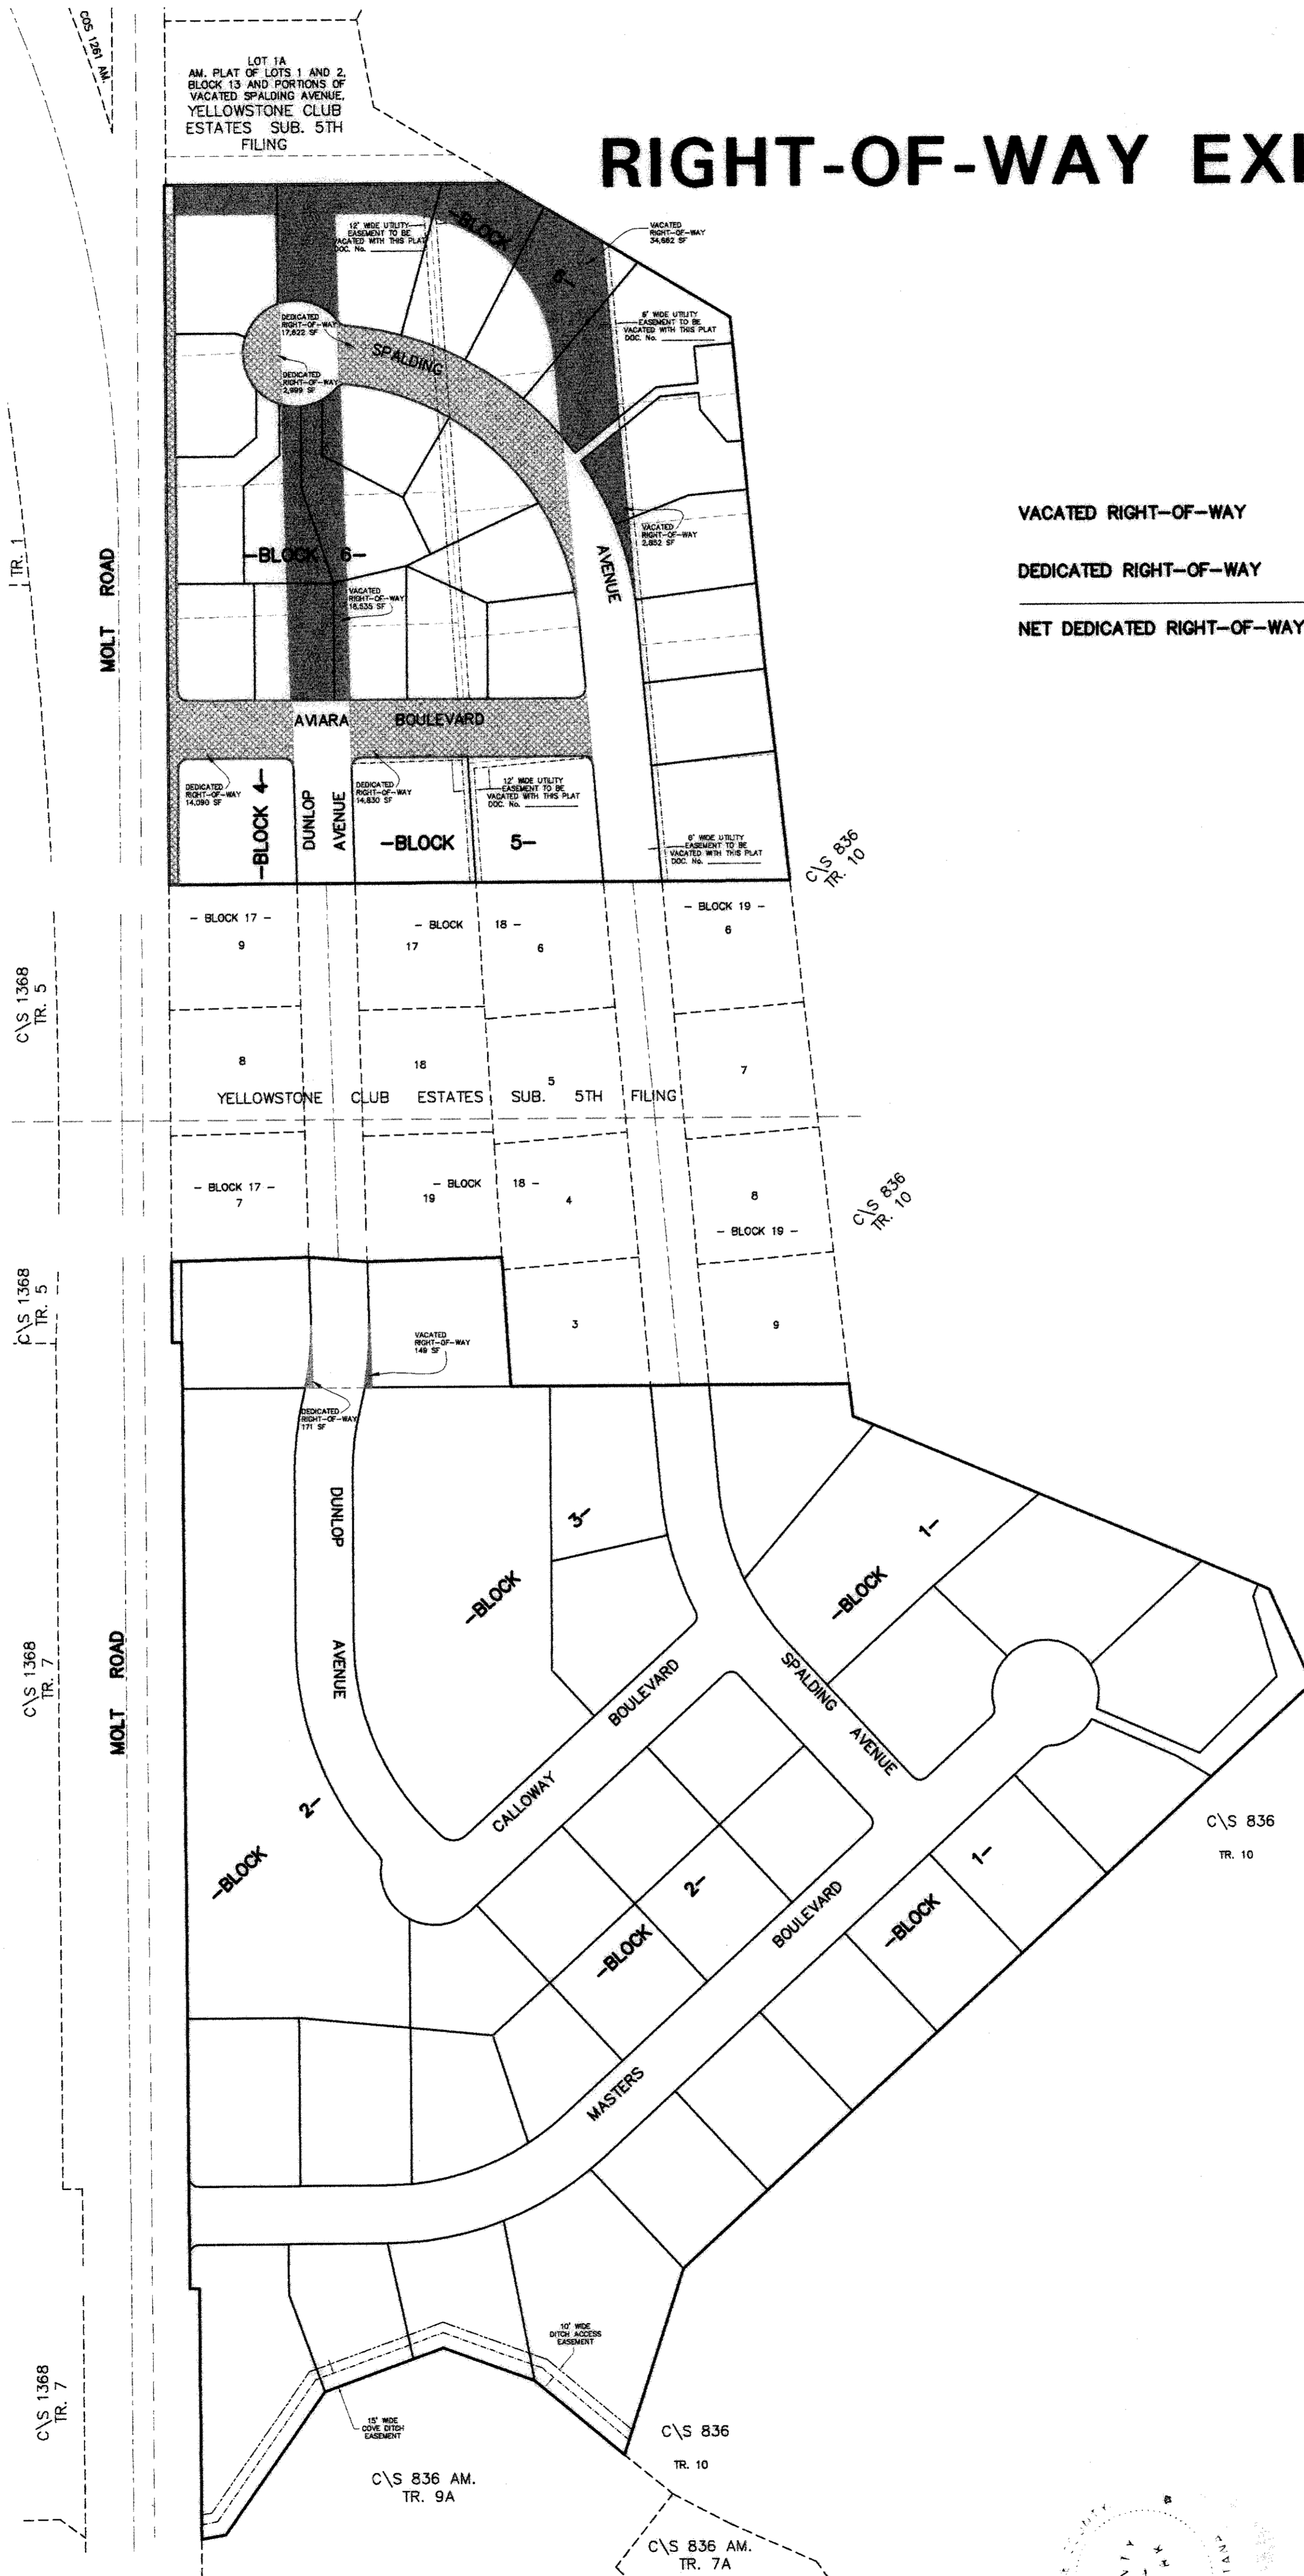 COS 1261 AM.
LOT 1A
AM. PLAT OF LOTS 1 AND 2,
BLOCK 13 AND PORTIONS OF
VACATED SPALDING AVENUE,
YELLOWSTONE CLUB
ESTATES SUB. 5TH
FILING
RIGHT-OF-WAY EXI
12' WIDE UTILITY
EASEMENT TO BE
VACATED WITH THIS PLAT
DOC. No.
-BLOCK
6-
VACATED
RIGHT-OF-WAY
34,662 SF
6' WIDE UTILITY
EASEMENT TO BE
VACATED WITH THIS PLAT
DOC. No.
DEDICATED
RIGHT-OF-WAY
17,622 SF
SPALDING
DEDICATED
RIGHT-OF-WAY
2,999 SF
VACATED RIGHT-OF-WAY
DEDICATED RIGHT-OF-WAY
NET DEDICATED RIGHT-OF-WAY
VACATED
RIGHT-OF-WAY
2,852 SF
TR. 1
MOLT ROAD
-BLOCK 6-
AVENUE
VACATED
RIGHT-OF-WAY
18,535 SF
AVIARA BOULEVARD
DEDICATED
RIGHT-OF-WAY
14,090 SF
-BLOCK 4-
DUNLOP
AVENUE
DEDICATED
RIGHT-OF-WAY
14,830 SF
12' WIDE UTILITY
EASEMENT TO BE
VACATED WITH THIS PLAT
DOC. No.
-BLOCK 5-
6' WIDE UTILITY
EASEMENT TO BE
VACATED WITH THIS PLAT
DOC. No.
C\S 836
TR. 10
- BLOCK 17 -
9
- BLOCK 18 -
17
6
- BLOCK 19 -
6
C\S 1368
TR. 5
8
18
5
7
YELLOWSTONE CLUB ESTATES SUB. 5TH FILING
- BLOCK 17 -
7
- BLOCK 18 -
19
4
8
- BLOCK 19 -
C\S 836
TR. 10
C\S 1368
TR. 5
3
9
VACATED
RIGHT-OF-WAY
149 SF
DEDICATED
RIGHT-OF-WAY
171 SF
DUNLOP
AVENUE
-BLOCK 3-
-BLOCK 1-
C\S 1368
TR. 7
MOLT ROAD
SPALDING
AVENUE
CALLOWAY BOULEVARD
-BLOCK 2-
C\S 836
TR. 10
-BLOCK 2-
-BLOCK 1-
MASTERS BOULEVARD
10' WIDE
DITCH ACCESS
EASEMENT
15' WIDE
COVE DITCH
EASEMENT
C\S 1368
TR. 7
C\S 836
TR. 10
C\S 836 AM.
TR. 9A
C\S 836 AM.
TR. 7A